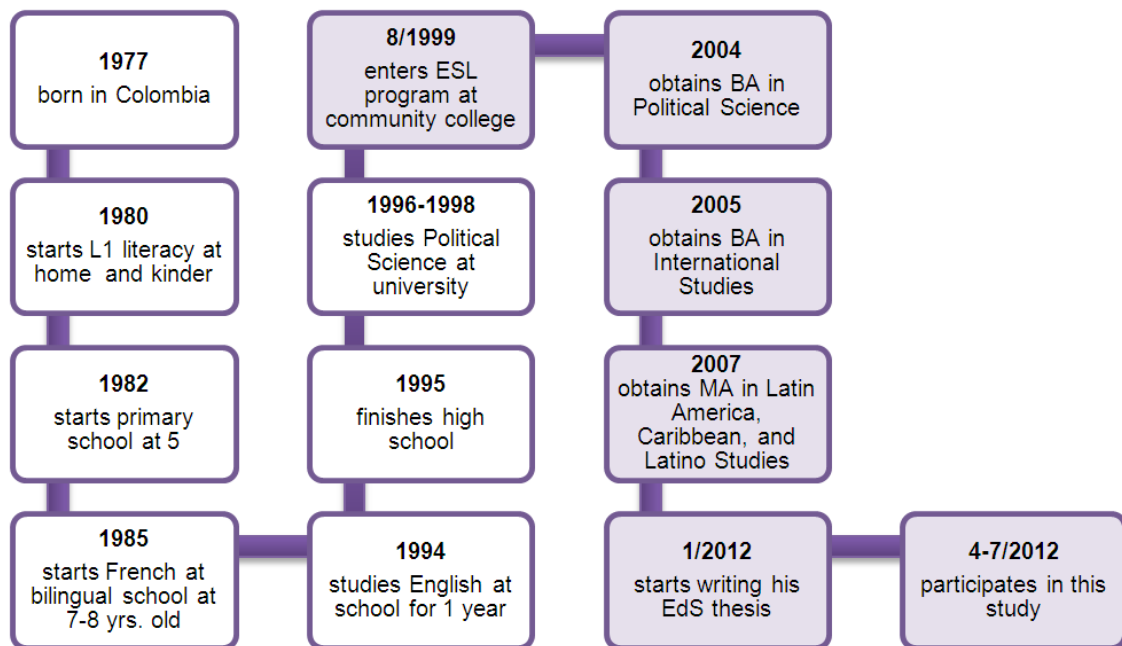 1977
born in Colombia
1980
starts L1 literacy at
home and kinder
1982
starts primary
school at 5
1985
starts French at
bilingual school at
7-8 yrs. old
1994
studies English at
school for 1 year
1995
finishes high
school
1996-1998
studies Political
Science at
university
8/1999
enters ESL
program at
community college
2004
obtains BA in
Political Science
2005
obtains BA in
International
Studies
2007
obtains MA in Latin
America,
Caribbean, and
Latino Studies
1/2012
starts writing his
EdS thesis
4-7/2012
participates in this
study